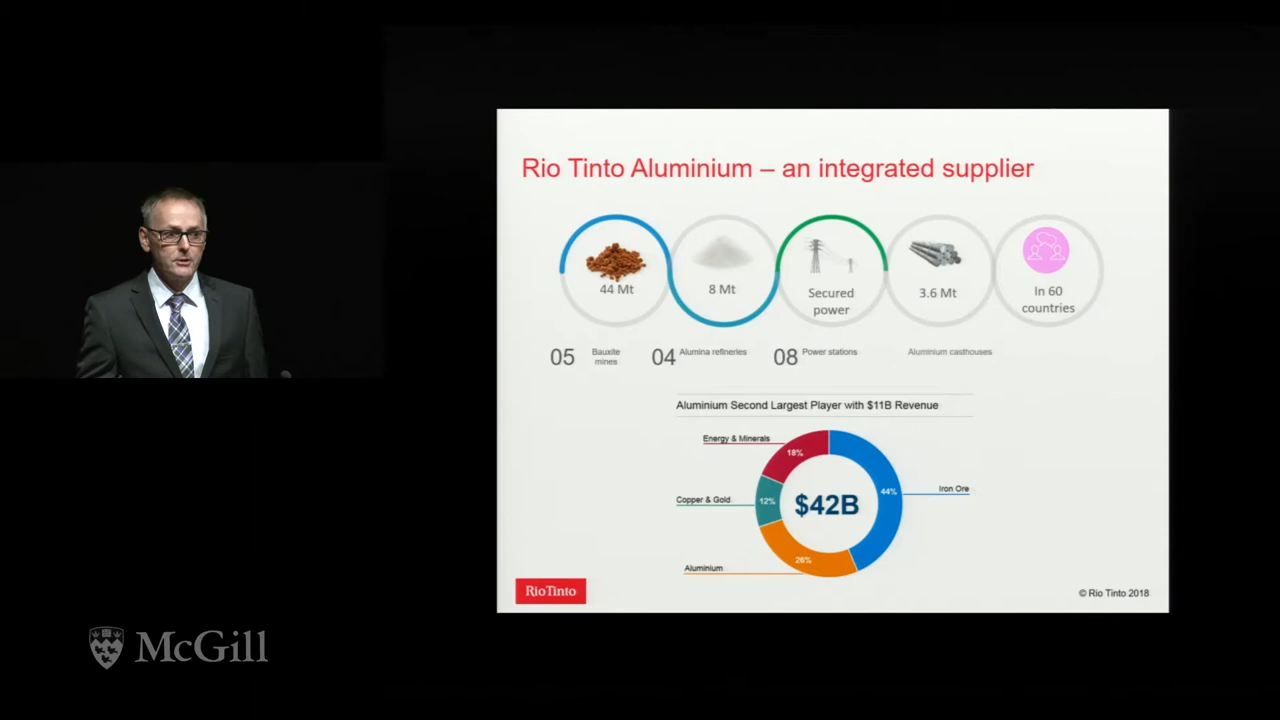 Rio Tinto Aluminium – an integrated supplier
44 Mt
8 Mt
Secured
power
3.6 Mt
In 60
countries
05
Bauxite
mines
04
Alumina refineries
08
Power stations
Aluminium casthouses
Aluminium Second Largest Player with $11B Revenue
Energy & Minerals
18%
Copper & Gold
12%
$42B
44%
Iron Ore
26%
Aluminium
RioTinto
© Rio Tinto 2018
McGill